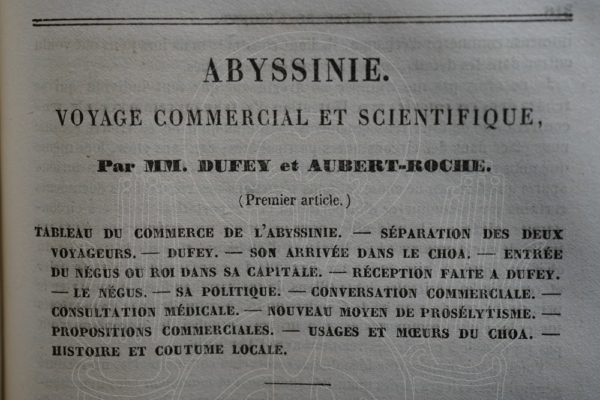 ABYSSINIE.
VOYAGE COMMERCIAL ET SCIENTIFIQUE,
Par MM. DUFEY et AUBERT-ROCHE.
(Premier article.)
TABLEAU DU COMMERCE DE L'ABYSSINIE. — SÉPARATION DES DEUX
VOYAGEURS. — DUFEY. — SON ARRIVÉE DANS LE CHOA. — ENTRÉE
DU NÉGUS OU ROI DANS SA CAPITALE. — RÉCEPTION FAITE A DUFEY.
— LE NÉGUS. — SA POLITIQUE. — CONVERSATION COMMERCIALE. —
CONSULTATION MÉDICALE. — NOUVEAU MOYEN DE PROSÉLYTISME. —
PROPOSITIONS COMMERCIALES. — USAGES ET MŒURS DU CHOA. —
HISTOIRE ET COUTUME LOCALE.